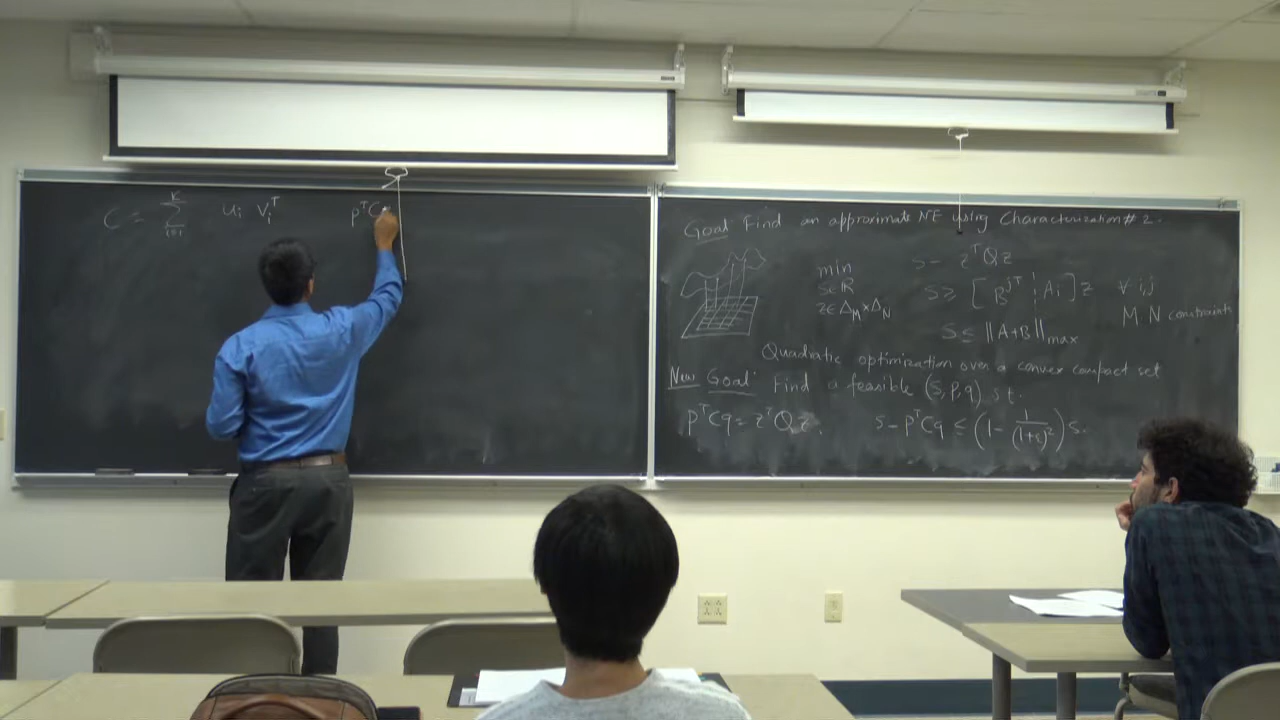 C = ∑_{i=1}^{K} u_i v_i^T p^T C
Goal Find an approximate NE using Characterization # 2.
min s - z^T Q z
s∈ℝ s ≥ [B^{jT} ¦ A_i] z ∀ i,j
z∈Δ_M×Δ_N M N constraints
s ≤ ‖A+B‖_max
Quadratic optimization over a convex compact set
New Goal: Find a feasible (s, p, q) s.t.
p^T C q = z^T Q z. s - p^T C q ≤ (1 - 1/(1+ε)^2) s.